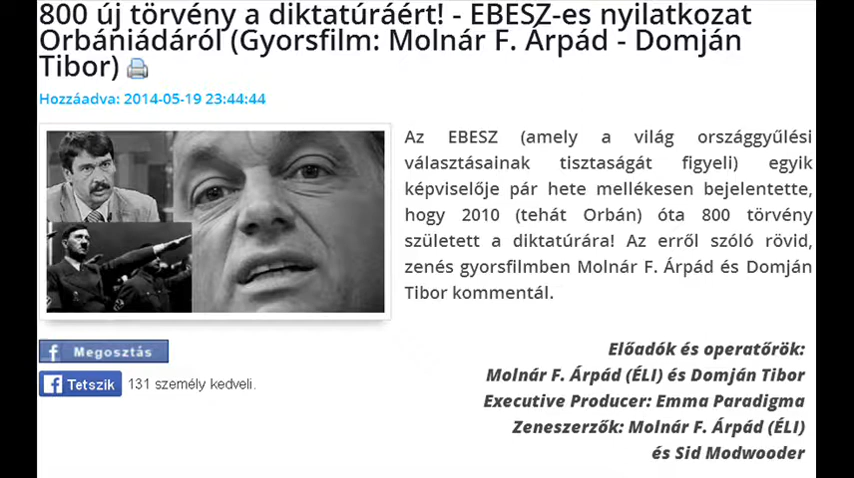 800 új törvény a diktatúráért! - EBESZ-es nyilatkozat
Orbániádáról (Gyorsfilm: Molnár F. Árpád - Domján
Tibor)
Hozzáadva: 2014-05-19 23:44:44
Az EBESZ (amely a világ országgyűlési
választásainak tisztaságát figyeli) egyik
képviselője pár hete mellékesen bejelentette,
hogy 2010 (tehát Orbán) óta 800 törvény
született a diktatúrára! Az erről szóló rövid,
zenés gyorsfilmben Molnár F. Árpád és Domján
Tibor kommentál.
f Megosztás
f Tetszik 131 személy kedveli.
Előadók és operatőrök:
Molnár F. Árpád (ÉLI) és Domján Tibor
Executive Producer: Emma Paradigma
Zeneszerzők: Molnár F. Árpád (ÉLI)
és Sid Modwooder